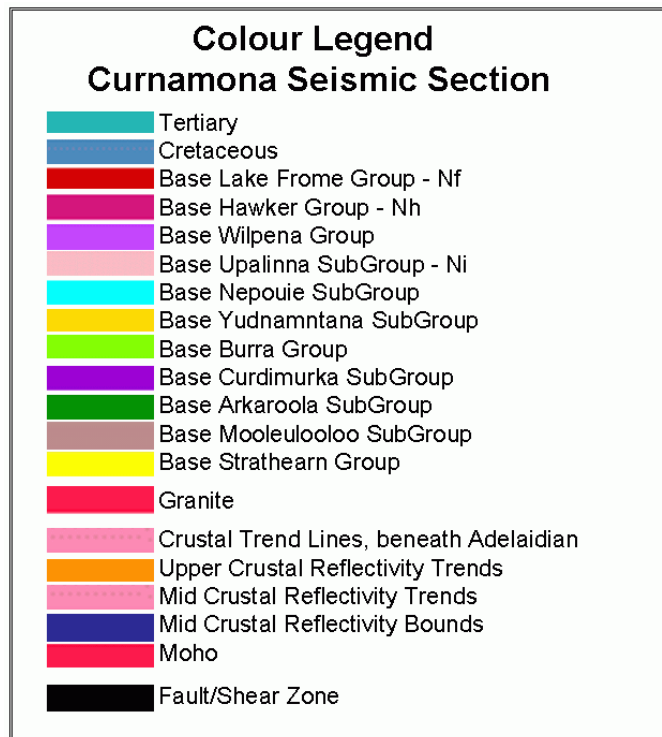 Colour Legend
Curnamona Seismic Section
Tertiary
Cretaceous
Base Lake Frome Group - Nf
Base Hawker Group - Nh
Base Wilpena Group
Base Upalinna SubGroup - Ni
Base Nepouie SubGroup
Base Yudnamntana SubGroup
Base Burra Group
Base Curdimurka SubGroup
Base Arkaroola SubGroup
Base Mooleulooloo SubGroup
Base Strathearn Group
Granite
Crustal Trend Lines, beneath Adelaidian
Upper Crustal Reflectivity Trends
Mid Crustal Reflectivity Trends
Mid Crustal Reflectivity Bounds
Moho
Fault/Shear Zone